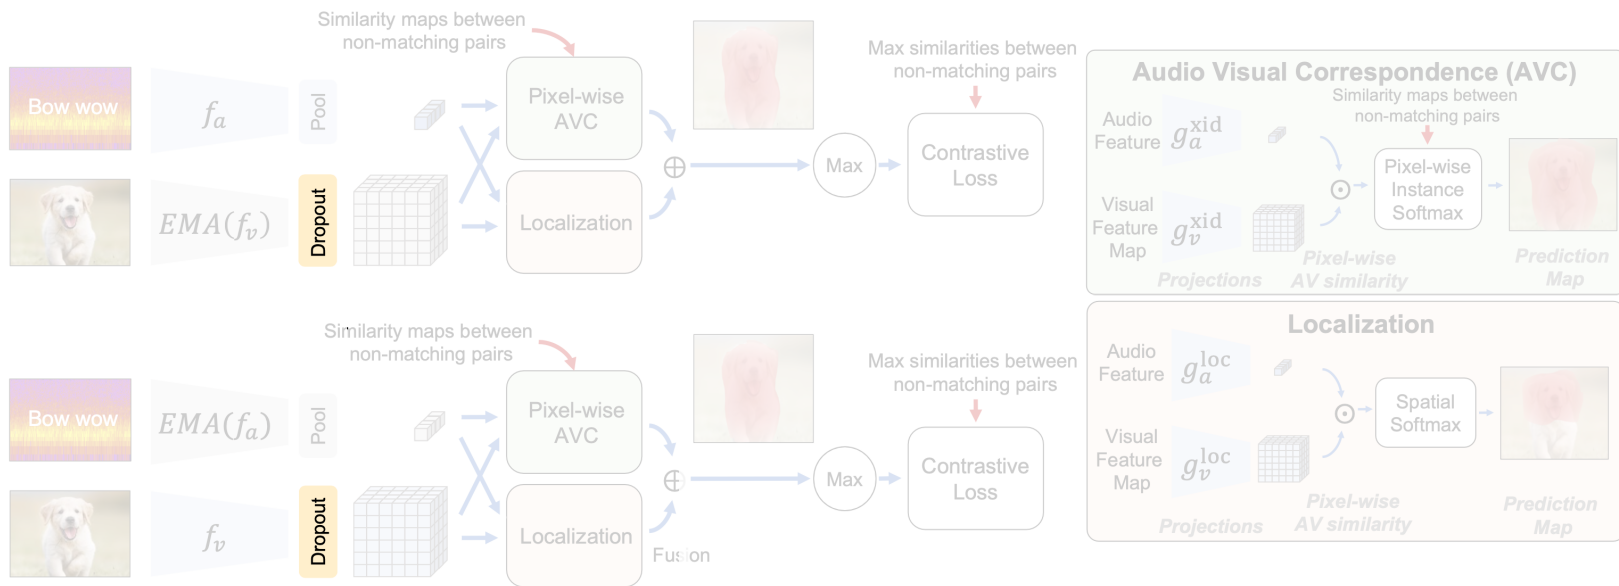 Similarity maps between
non-matching pairs
Bow wow
f_a
Pool
Pixel-wise
AVC
Max similarities between
non-matching pairs
Max
Contrastive
Loss
EMA(f_v)
Dropout
Localization
Similarity maps between
non-matching pairs
Bow wow
EMA(f_a)
Pool
Pixel-wise
AVC
Max similarities between
non-matching pairs
Max
Contrastive
Loss
f_v
Dropout
Localization
Fusion
Audio Visual Correspondence (AVC)
Similarity maps between
non-matching pairs
Audio
Feature
g_a^xid
Pixel-wise
Instance
Softmax
Visual
Feature
Map
g_v^xid
Projections
Pixel-wise
AV similarity
Prediction
Map
Localization
Audio
Feature
g_a^loc
Spatial
Softmax
Visual
Feature
Map
g_v^loc
Projections
Pixel-wise
AV similarity
Prediction
Map